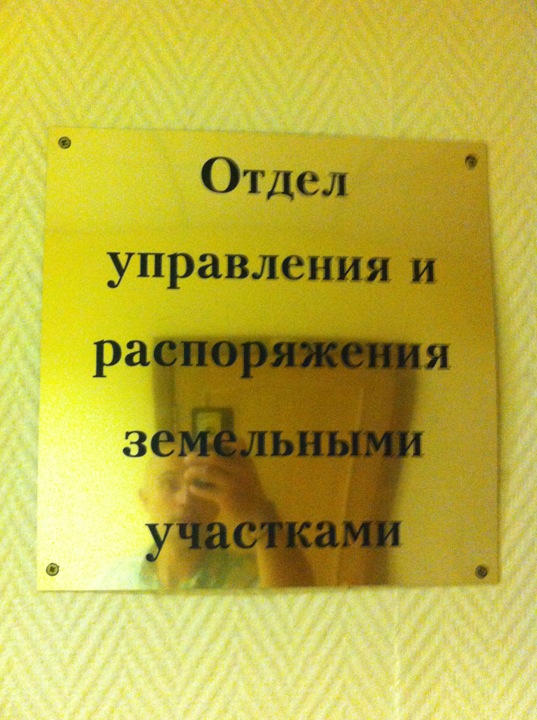 Отдел
управления и
распоряжения
земельными
участками